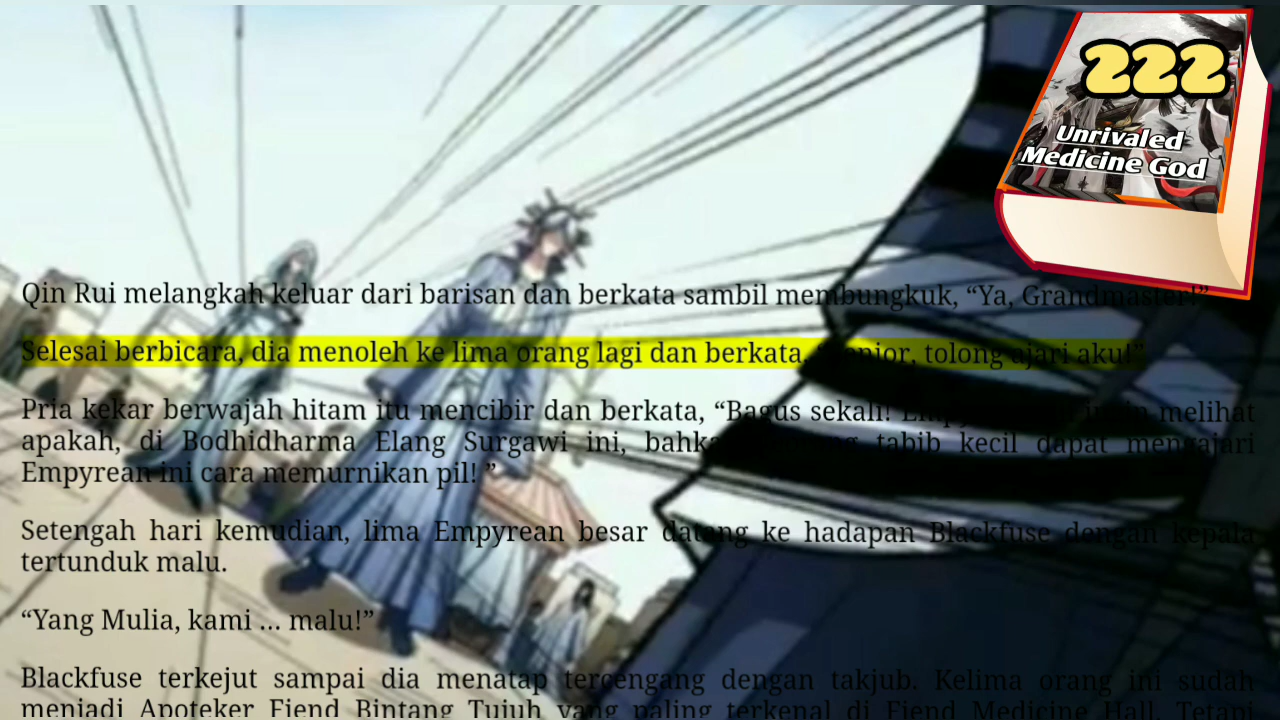 222
Unrivaled
Medicine God
Qin Rui melangkah keluar dari barisan dan berkata sambil membungkuk, “Ya, Grandmaster!”
Selesai berbicara, dia menoleh ke lima orang lagi dan berkata, tolong ajari aku!”
Pria kekar berwajah hitam itu mencibir dan berkata, “Bagus sekali! ingin melihat
apakah, di Bodhidharma Elang Surgawi ini, bahkan seorang tabib kecil dapat mengajari
Empyrean ini cara memurnikan pil! ”
Setengah hari kemudian, lima Empyrean besar datang ke hadapan Blackfuse dengan kepala
tertunduk malu.
“Yang Mulia, kami ... malu!”
Blackfuse terkejut sampai dia menatap tercengang dengan takjub. Kelima orang ini sudah
menjadi Apoteker Fiend Bintang Tujuh yang paling terkenal di Fiend Medicine Hall. Tetapi